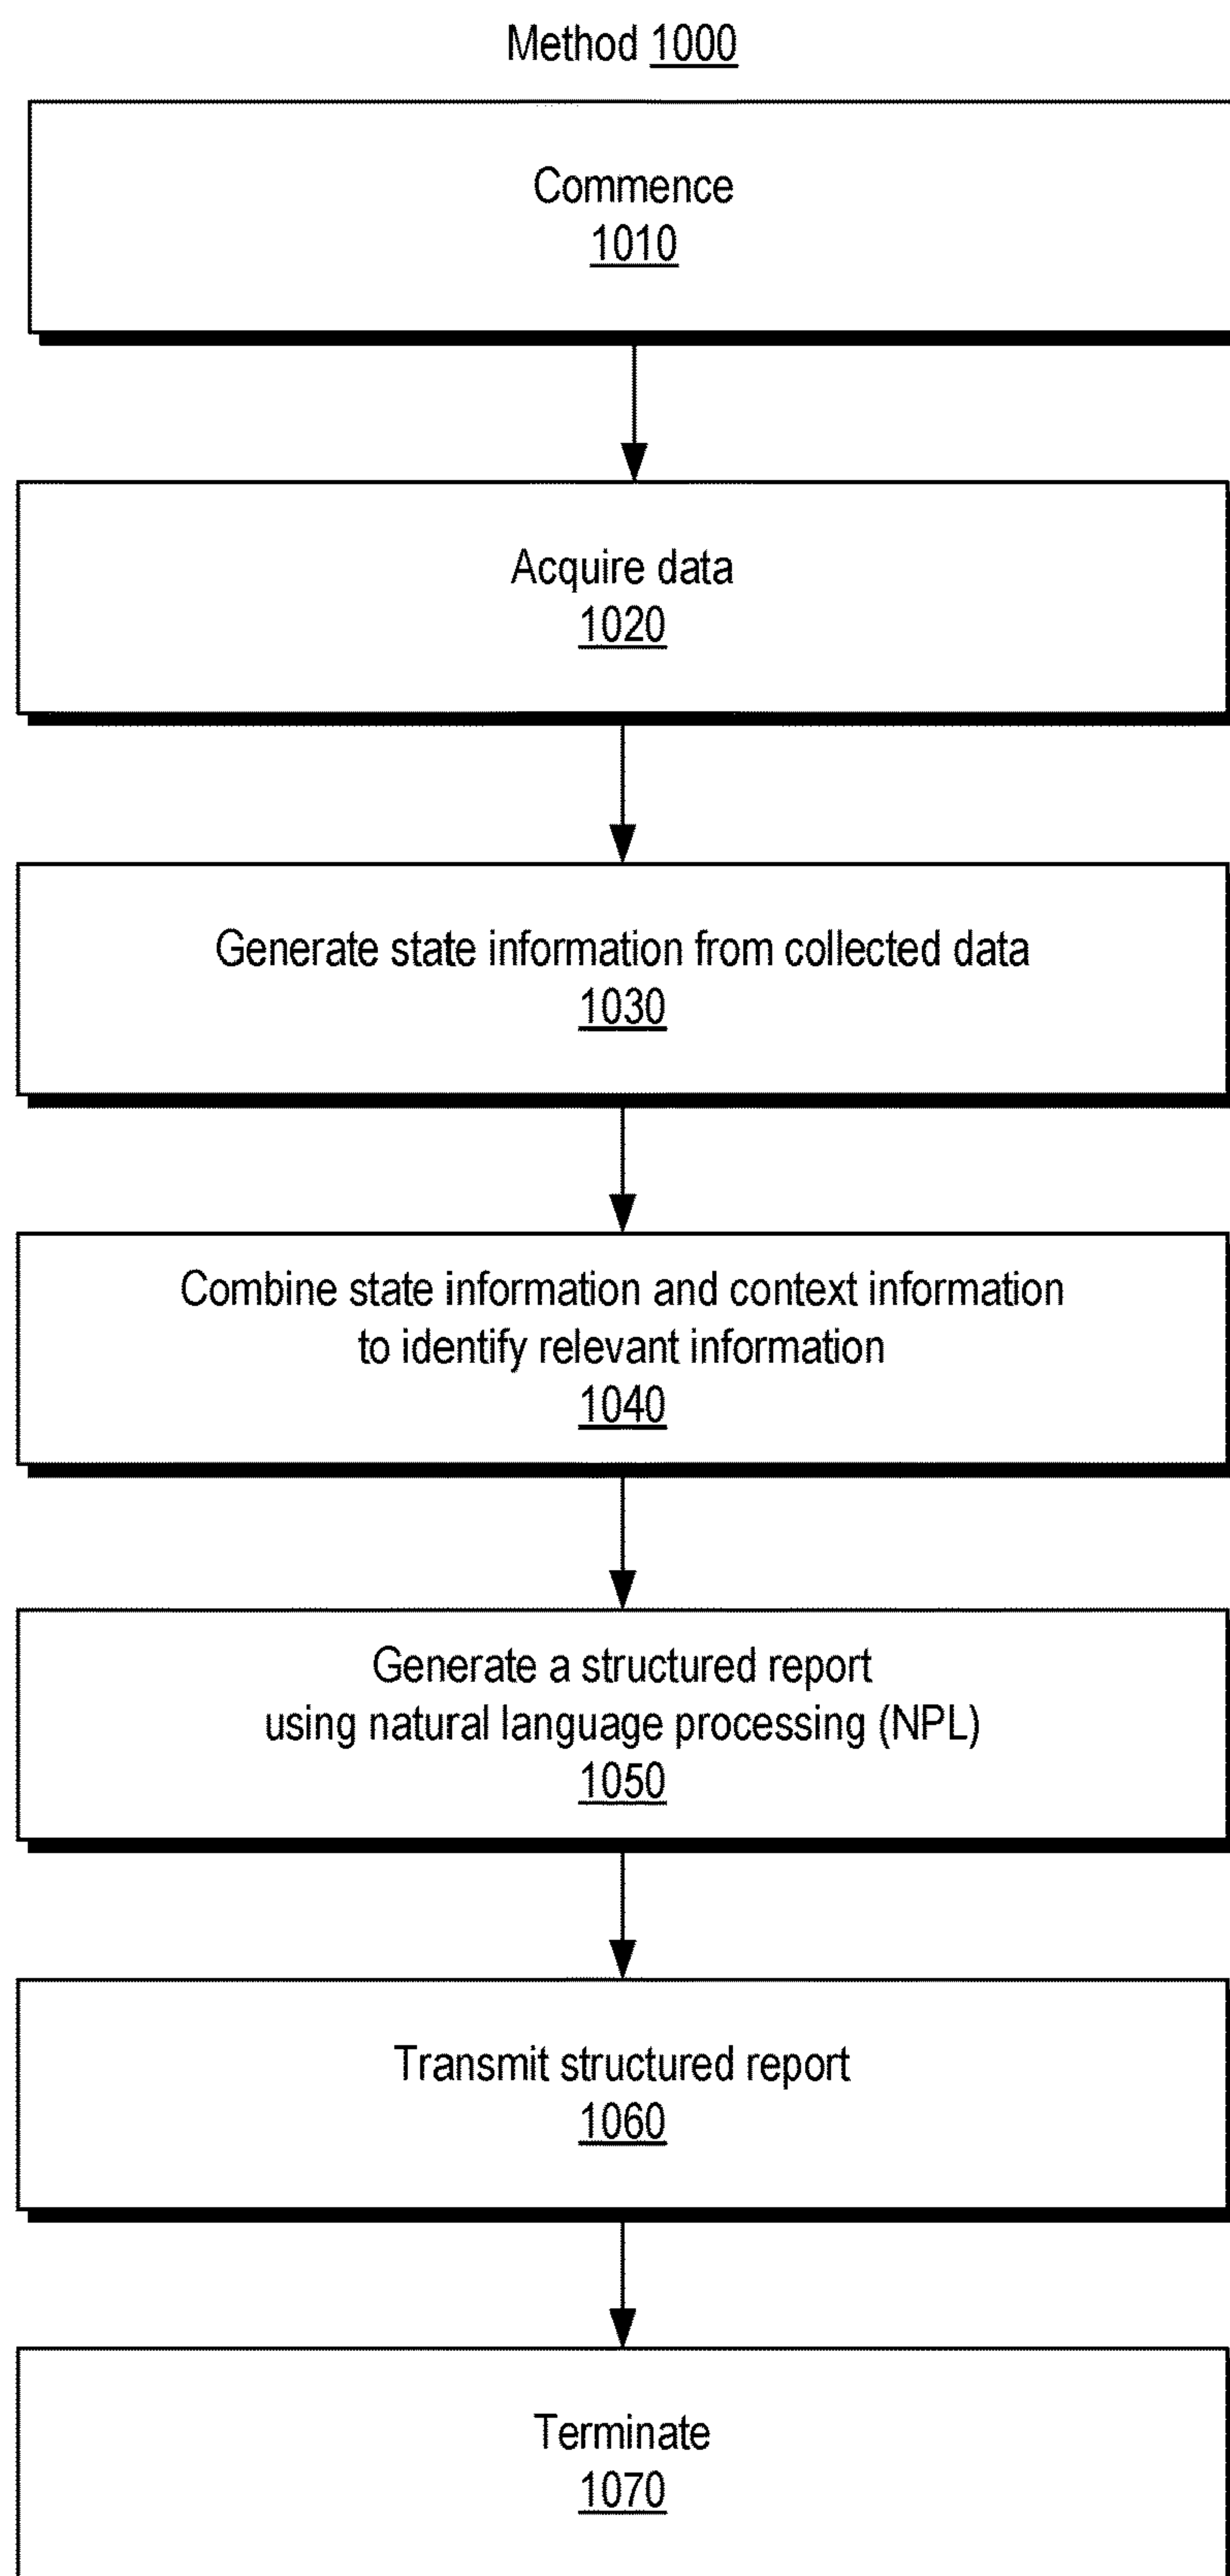 Method 1000
Commence
1010
Acquire data
1020
Generate state information from collected data
1030
Combine state information and context information
to identify relevant information
1040
Generate a structured report
using natural language processing (NPL)
1050
Transmit structured report
1060
Terminate
1070